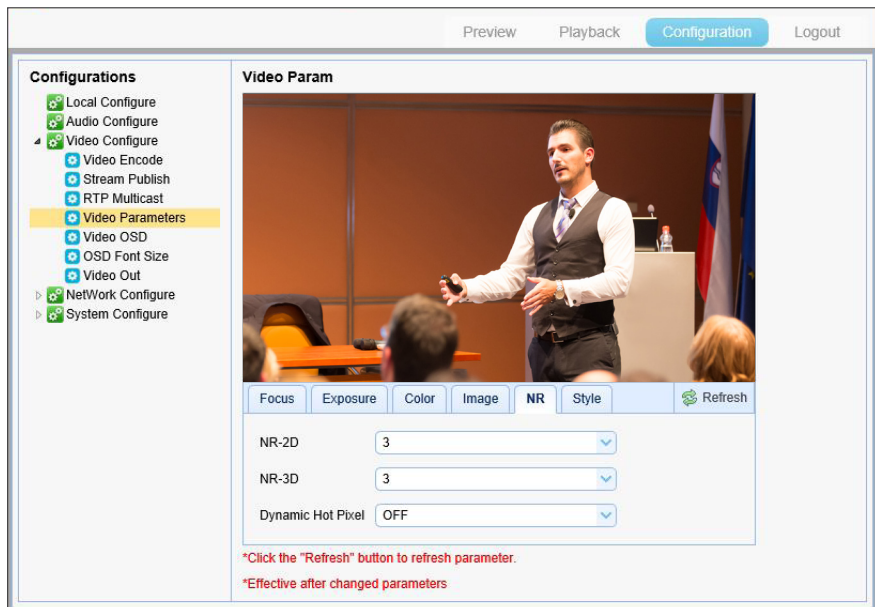 Preview Playback Configuration Logout
Configurations
Local Configure
Audio Configure
Video Configure
Video Encode
Stream Publish
RTP Multicast
Video Parameters
Video OSD
OSD Font Size
Video Out
NetWork Configure
System Configure
Video Param
Focus Exposure Color Image NR Style Refresh
NR-2D 3
NR-3D 3
Dynamic Hot Pixel OFF
*Click the "Refresh" button to refresh parameter.
*Effective after changed parameters